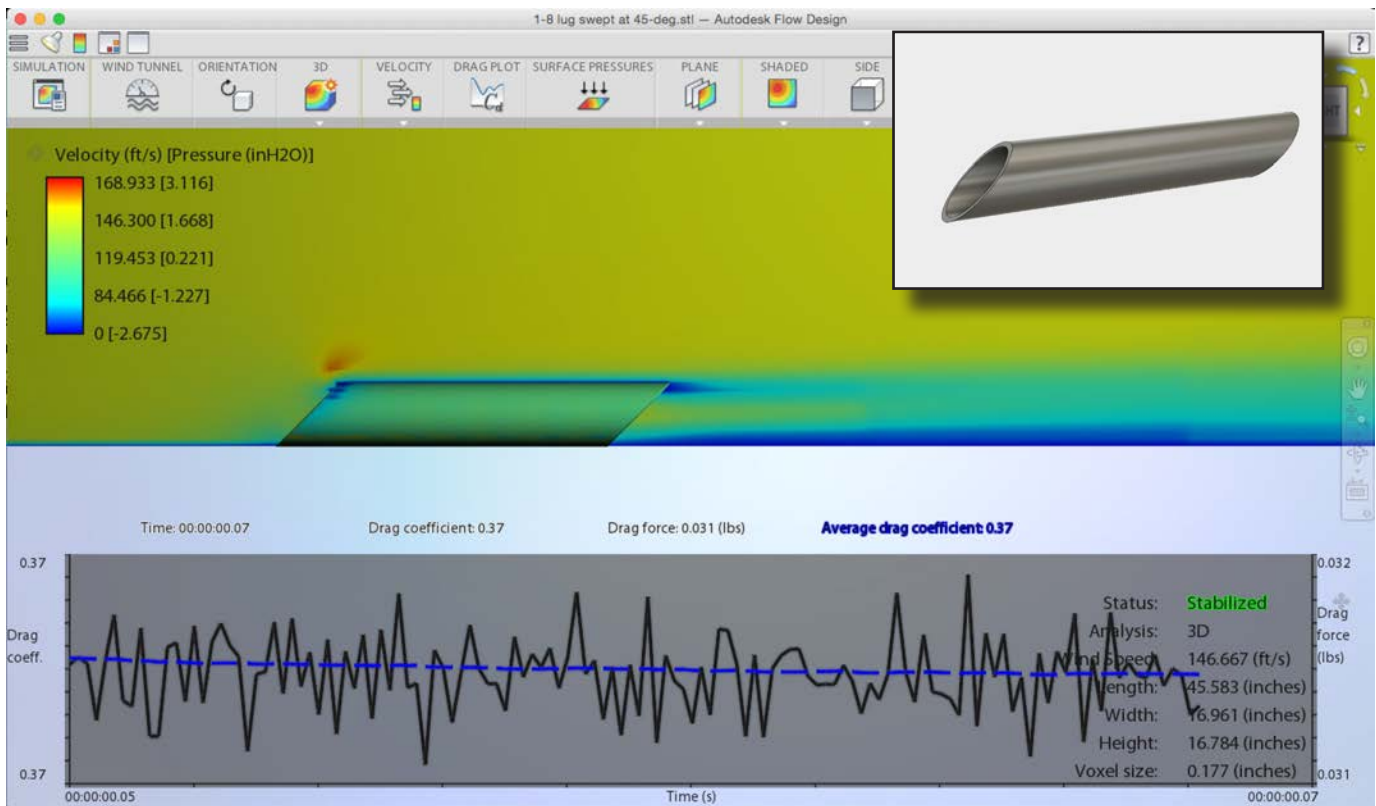 1-8 lug swept at 45-deg.stl — Autodesk Flow Design
?
SIMULATION WIND TUNNEL ORIENTATION 3D VELOCITY DRAG PLOT SURFACE PRESSURES PLANE SHADED SIDE
Cd
HT
Velocity (ft/s) [Pressure (inH2O)]
168.933 [3.116]
146.300 [1.668]
119.453 [0.221]
84.466 [-1.227]
0 [-2.675]
Time: 00:00:00.07 Drag coefficient: 0.37 Drag force: 0.031 (lbs) Average drag coefficient: 0.37
0.37
0.032
Drag
coeff.
Drag
force
(lbs)
Status: Stabilized
Analysis: 3D
Wind Speed: 146.667 (ft/s)
Length: 45.583 (inches)
Width: 16.961 (inches)
Height: 16.784 (inches)
Voxel size: 0.177 (inches)
0.37
0.031
00:00:00.05 Time (s) 00:00:00.07